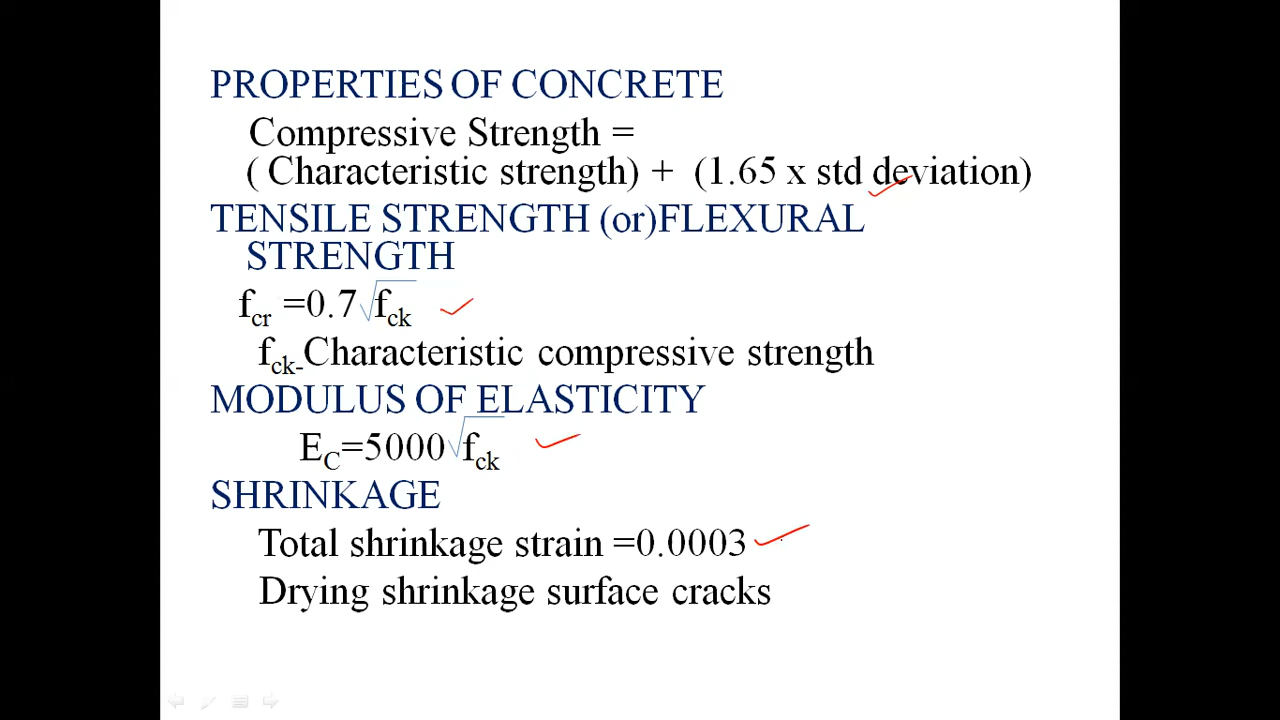 PROPERTIES OF CONCRETE
Compressive Strength =
( Characteristic strength) + (1.65 x std deviation)
TENSILE STRENGTH (or)FLEXURAL
STRENGTH
fcr =0.7√fck
fck-Characteristic compressive strength
MODULUS OF ELASTICITY
EC=5000√fck
SHRINKAGE
Total shrinkage strain =0.0003
Drying shrinkage surface cracks